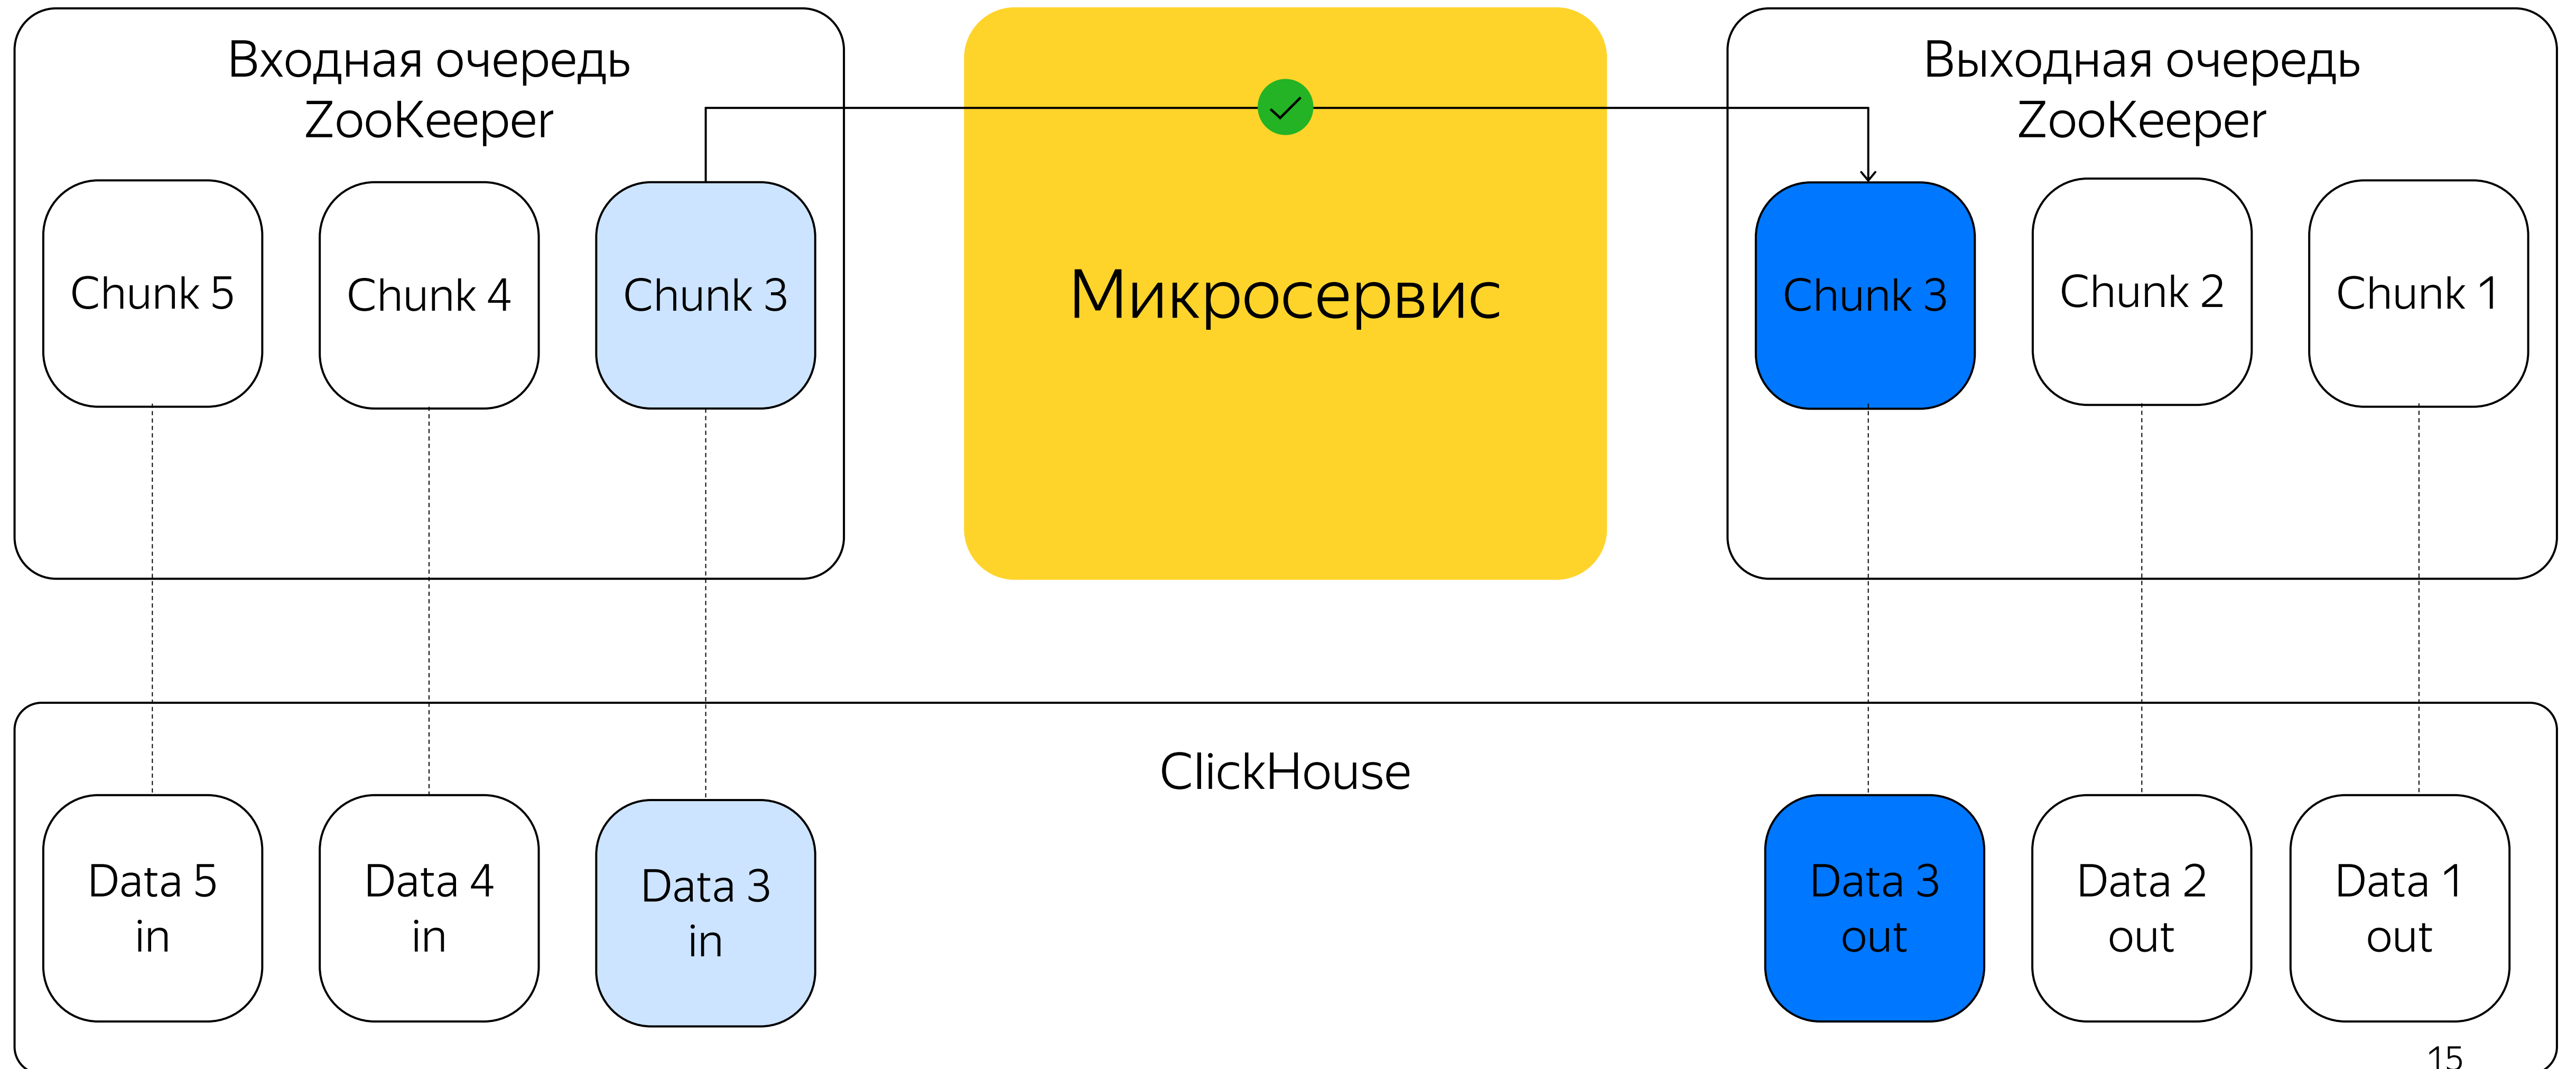 Входная очередь
ZooKeeper
Chunk 5
Chunk 4
Chunk 3
Микросервис
Выходная очередь
ZooKeeper
Chunk 3
Chunk 2
Chunk 1
ClickHouse
Data 5
in
Data 4
in
Data 3
in
Data 3
out
Data 2
out
Data 1
out
15